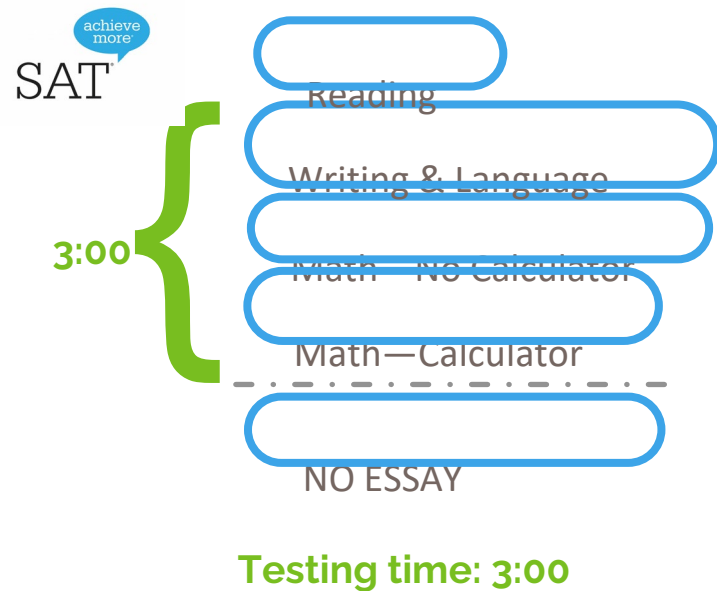 achieve
more
SAT
Reading
Writing & Language
3:00
Math—No Calculator
Math—Calculator
NO ESSAY
Testing time: 3:00